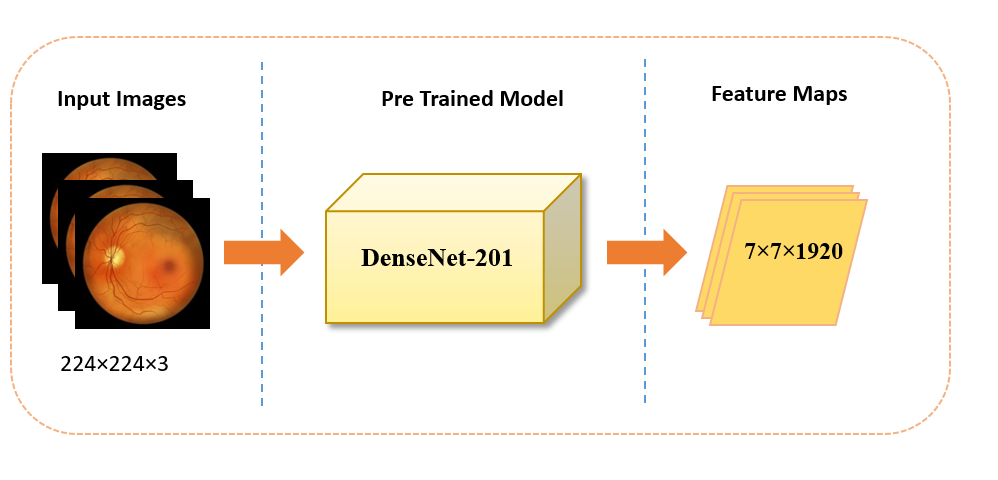 Input Images
Pre Trained Model
Feature Maps
DenseNet-201
7×7×1920
224×224×3